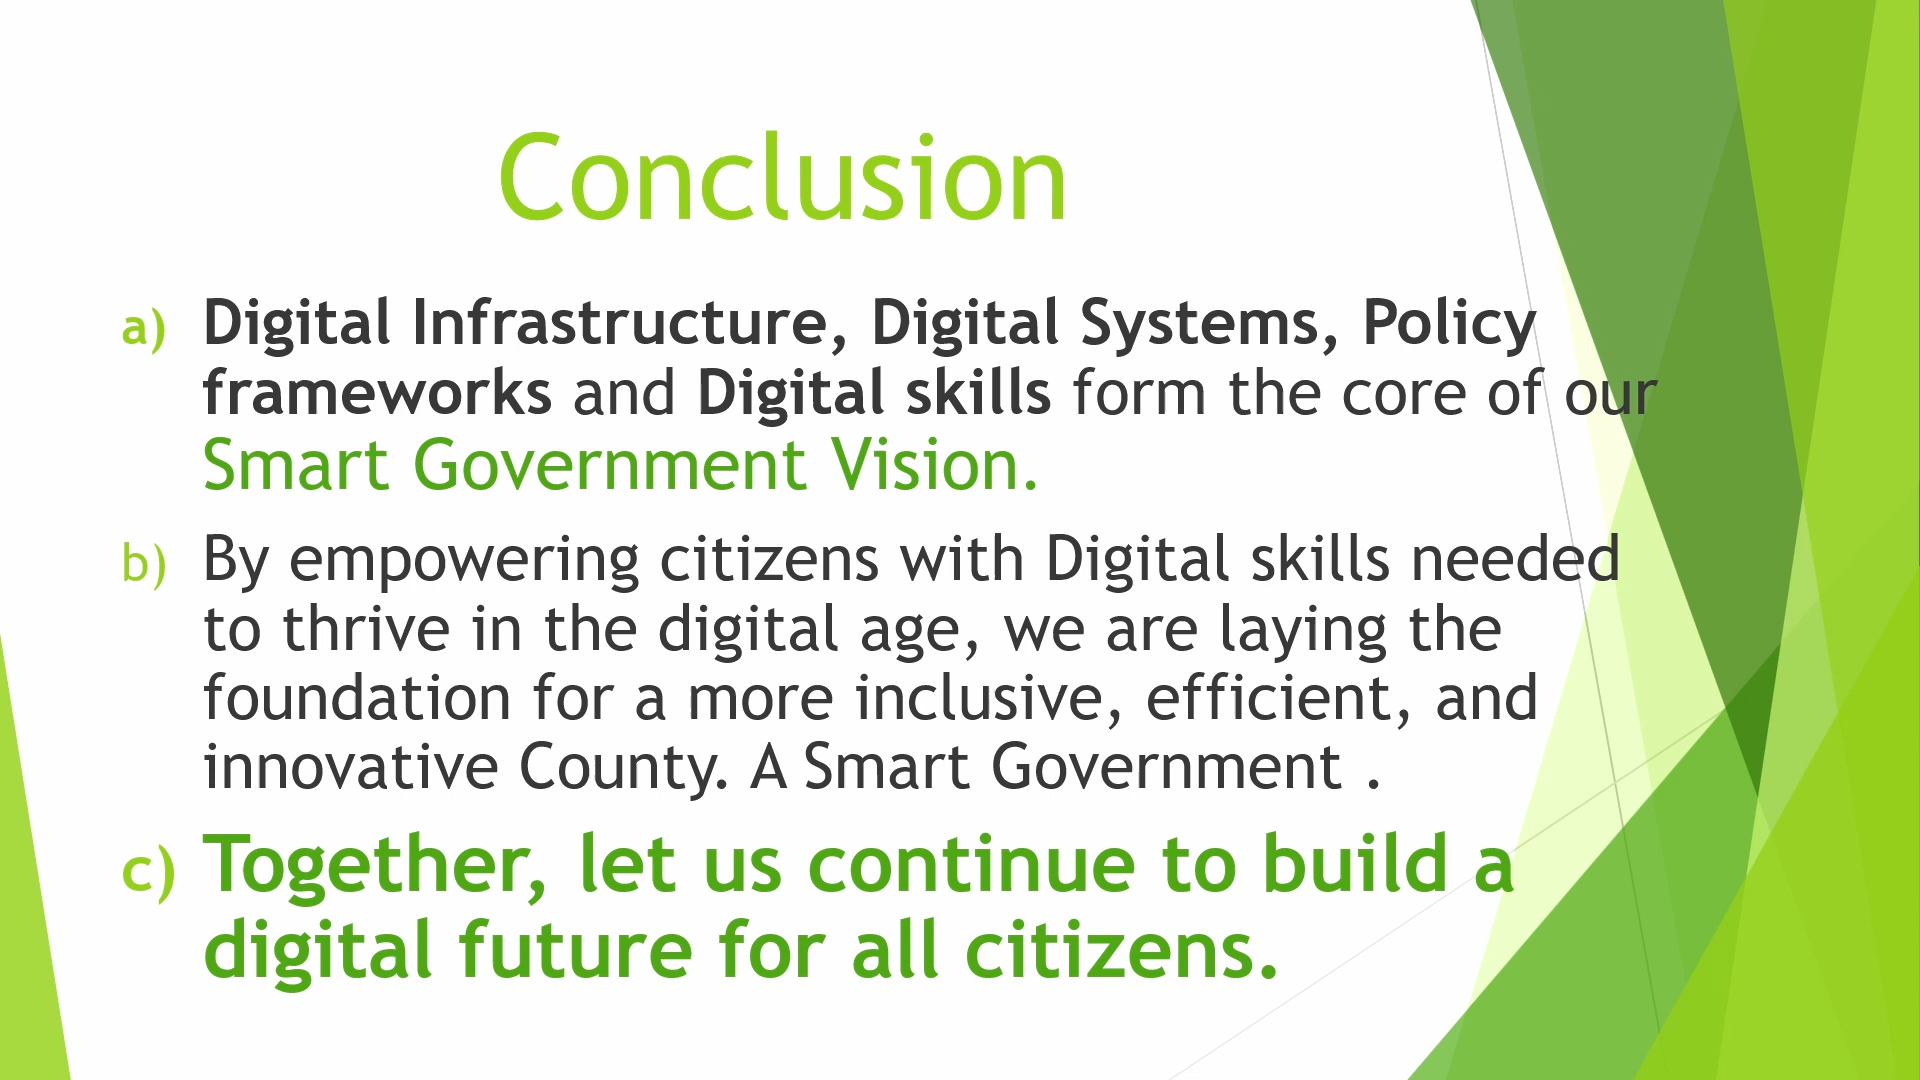 Conclusion
a) Digital Infrastructure, Digital Systems, Policy
frameworks and Digital skills form the core of our
Smart Government Vision.
b) By empowering citizens with Digital skills needed
to thrive in the digital age, we are laying the
foundation for a more inclusive, efficient, and
innovative County. A Smart Government .
c) Together, let us continue to build a
digital future for all citizens.